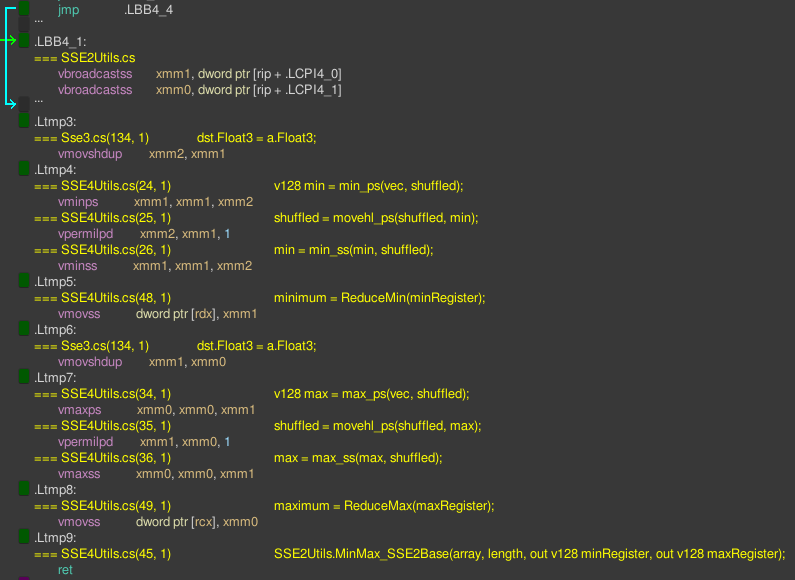 jmp .LBB4_4
...
.LBB4_1:
=== SSE2Utils.cs
vbroadcastss xmm1, dword ptr [rip + .LCPI4_0]
vbroadcastss xmm0, dword ptr [rip + .LCPI4_1]
...
.Ltmp3:
=== Sse3.cs(134, 1) dst.Float3 = a.Float3;
vmovshdup xmm2, xmm1
.Ltmp4:
=== SSE4Utils.cs(24, 1) v128 min = min_ps(vec, shuffled);
vminps xmm1, xmm1, xmm2
=== SSE4Utils.cs(25, 1) shuffled = movehl_ps(shuffled, min);
vpermilpd xmm2, xmm1, 1
=== SSE4Utils.cs(26, 1) min = min_ss(min, shuffled);
vminss xmm1, xmm1, xmm2
.Ltmp5:
=== SSE4Utils.cs(48, 1) minimum = ReduceMin(minRegister);
vmovss dword ptr [rdx], xmm1
.Ltmp6:
=== Sse3.cs(134, 1) dst.Float3 = a.Float3;
vmovshdup xmm1, xmm0
.Ltmp7:
=== SSE4Utils.cs(34, 1) v128 max = max_ps(vec, shuffled);
vmaxps xmm0, xmm0, xmm1
=== SSE4Utils.cs(35, 1) shuffled = movehl_ps(shuffled, max);
vpermilpd xmm1, xmm0, 1
=== SSE4Utils.cs(36, 1) max = max_ss(max, shuffled);
vmaxss xmm0, xmm0, xmm1
.Ltmp8:
=== SSE4Utils.cs(49, 1) maximum = ReduceMax(maxRegister);
vmovss dword ptr [rcx], xmm0
.Ltmp9:
=== SSE4Utils.cs(45, 1) SSE2Utils.MinMax_SSE2Base(array, length, out v128 minRegister, out v128 maxRegister);
ret